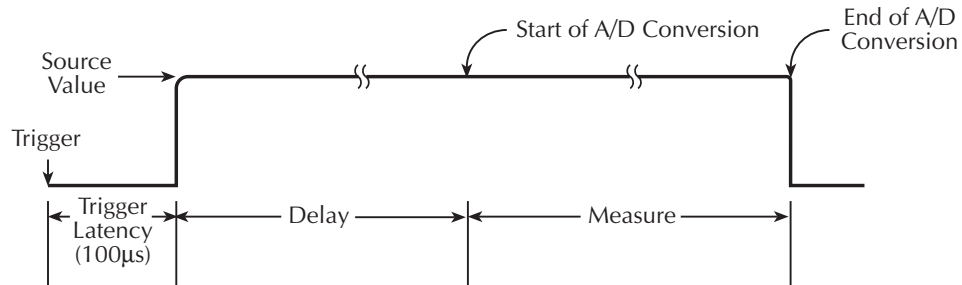 Start of A/D Conversion
End of A/D
Conversion
Source
Value
Trigger
Trigger
Latency
(100μs)
Delay
Measure